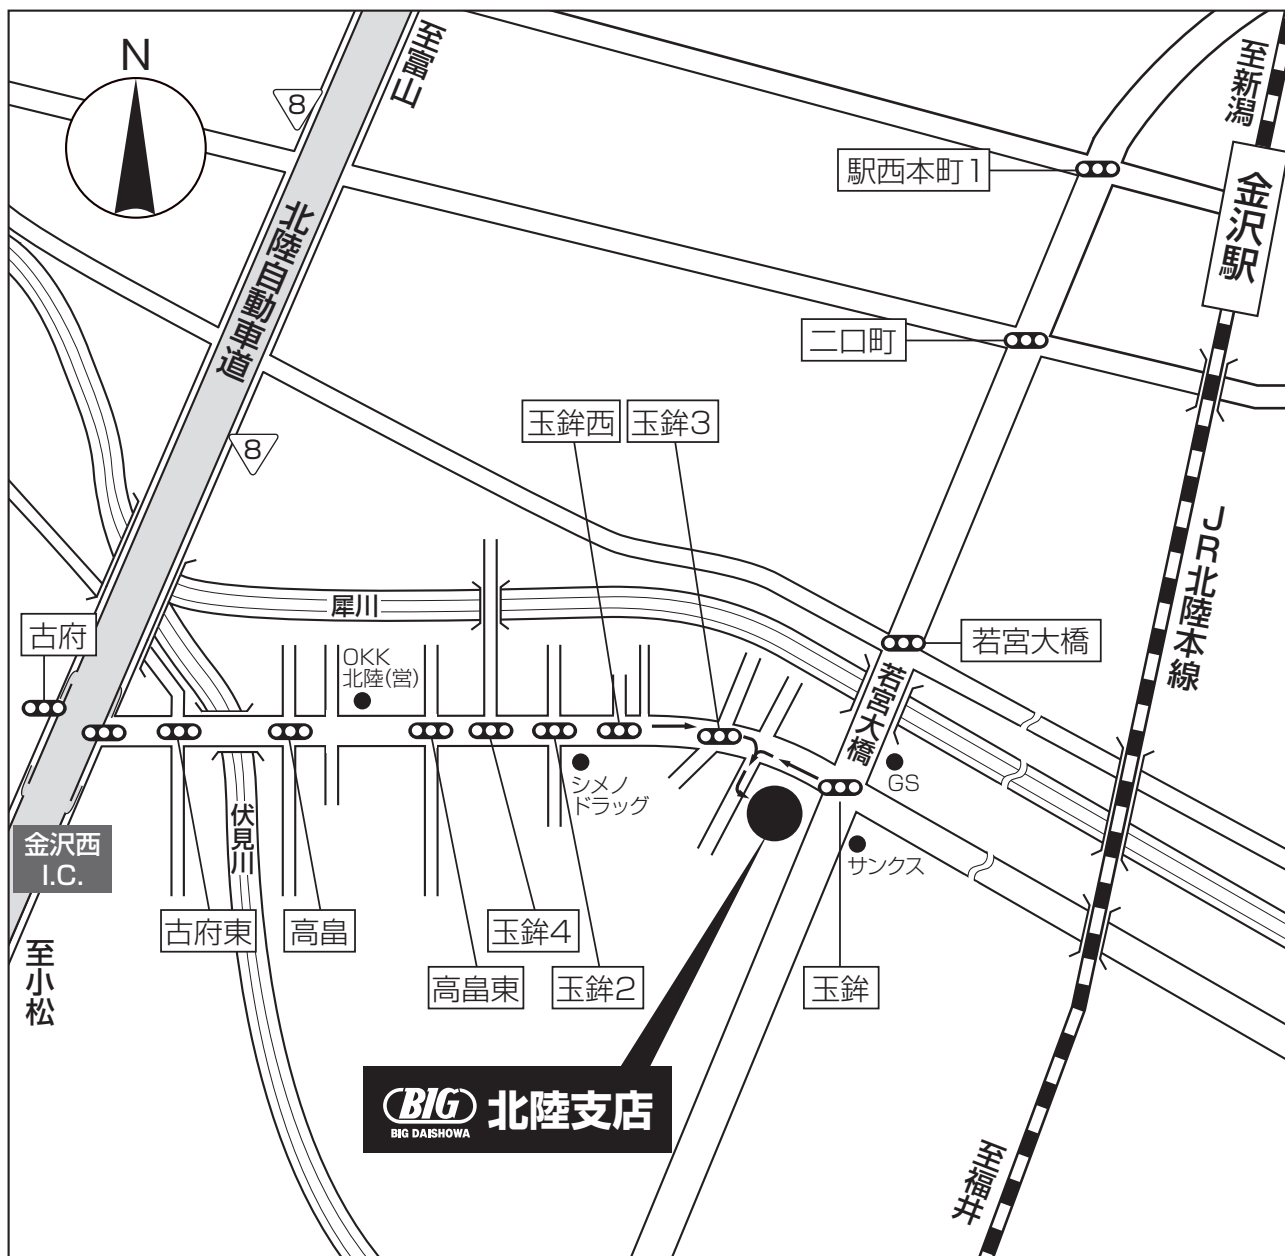 N
至富山
8
至新潟
駅西本町1
金沢駅
北陸自動車道
二口町
玉鉾西
玉鉾3
8
JR北陸本線
犀川
古府
若宮大橋
OKK
北陸(営)
若宮大橋
GS
シメノ
ドラッグ
伏見川
金沢西
I.C.
サンクス
古府東
高畠
玉鉾4
高畠東
玉鉾2
玉鉾
至小松
BIG
BIG DAISHOWA
北陸支店
至福井